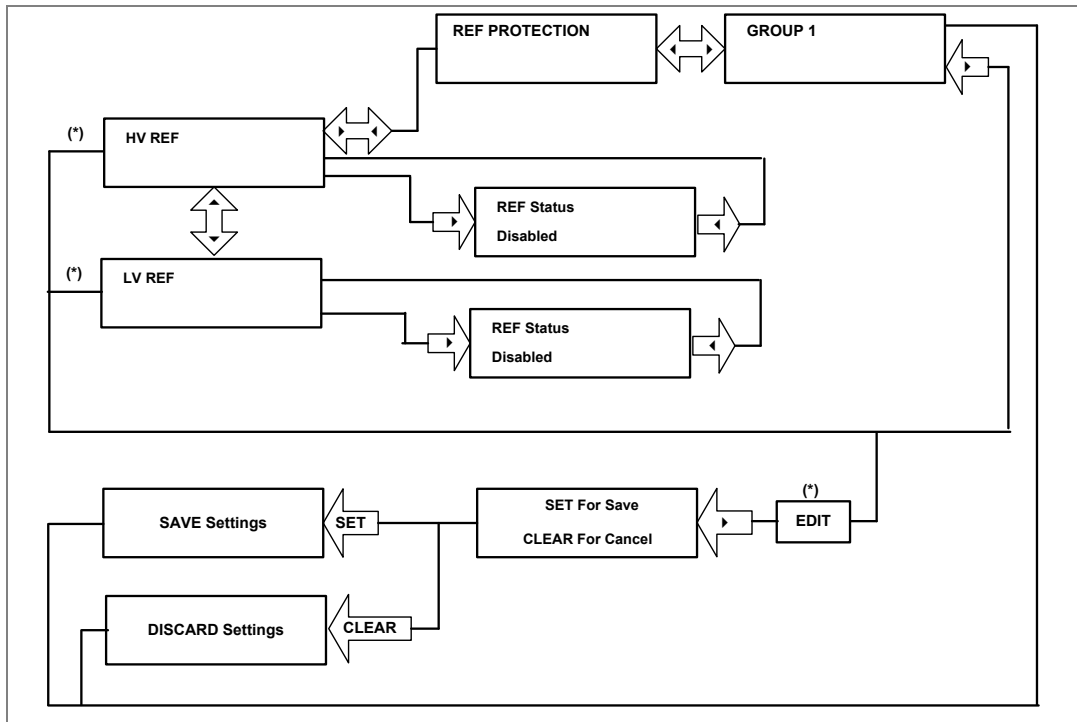 REF PROTECTION
GROUP 1
(*)
HV REF
REF Status
Disabled
(*)
LV REF
REF Status
Disabled
(*)
SET For Save
CLEAR For Cancel
EDIT
SAVE Settings
SET
DISCARD Settings
CLEAR